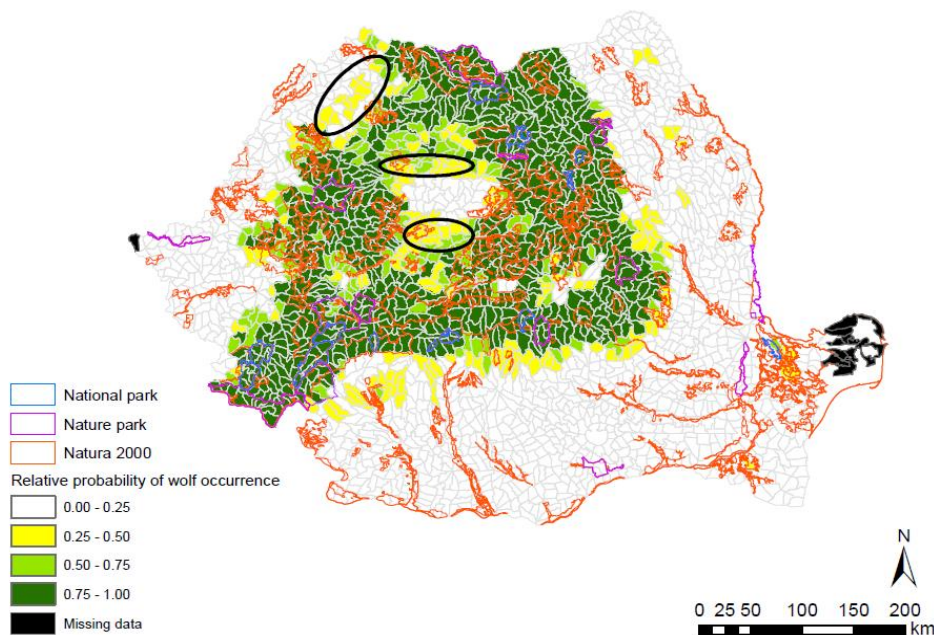 National park
Nature park
Natura 2000
Relative probability of wolf occurrence
0.00 - 0.25
0.25 - 0.50
0.50 - 0.75
0.75 - 1.00
Missing data
N
0 25 50 100 150 200
km